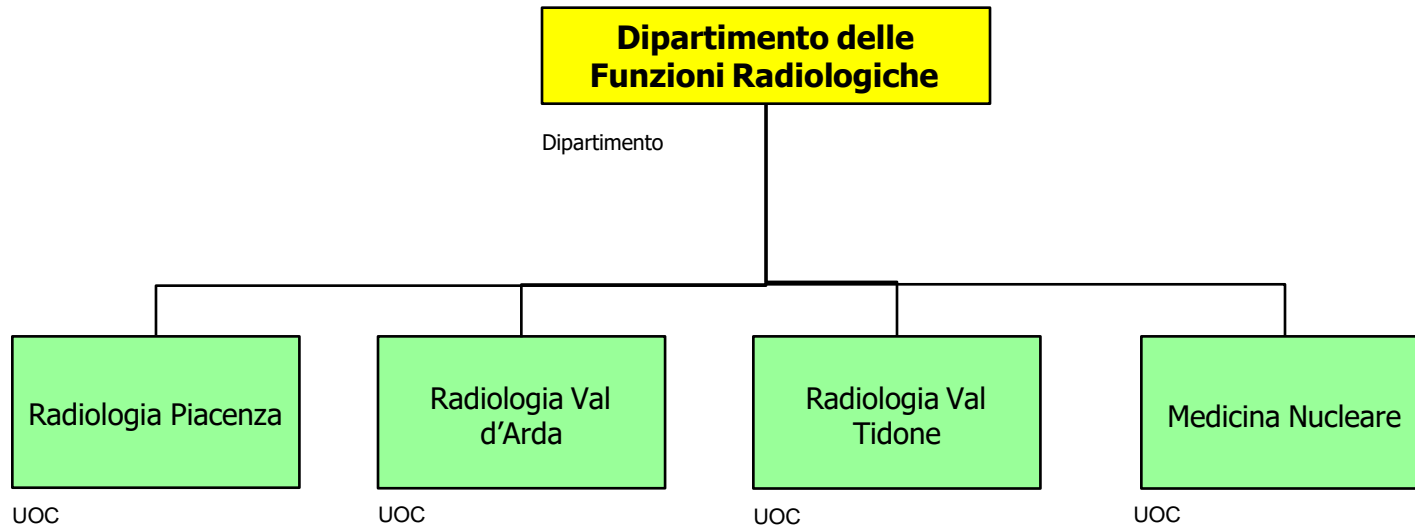 Dipartimento delle
Funzioni Radiologiche
Dipartimento
Radiologia Piacenza
Radiologia Val
d’Arda
Radiologia Val
Tidone
Medicina Nucleare
UOC
UOC
UOC
UOC